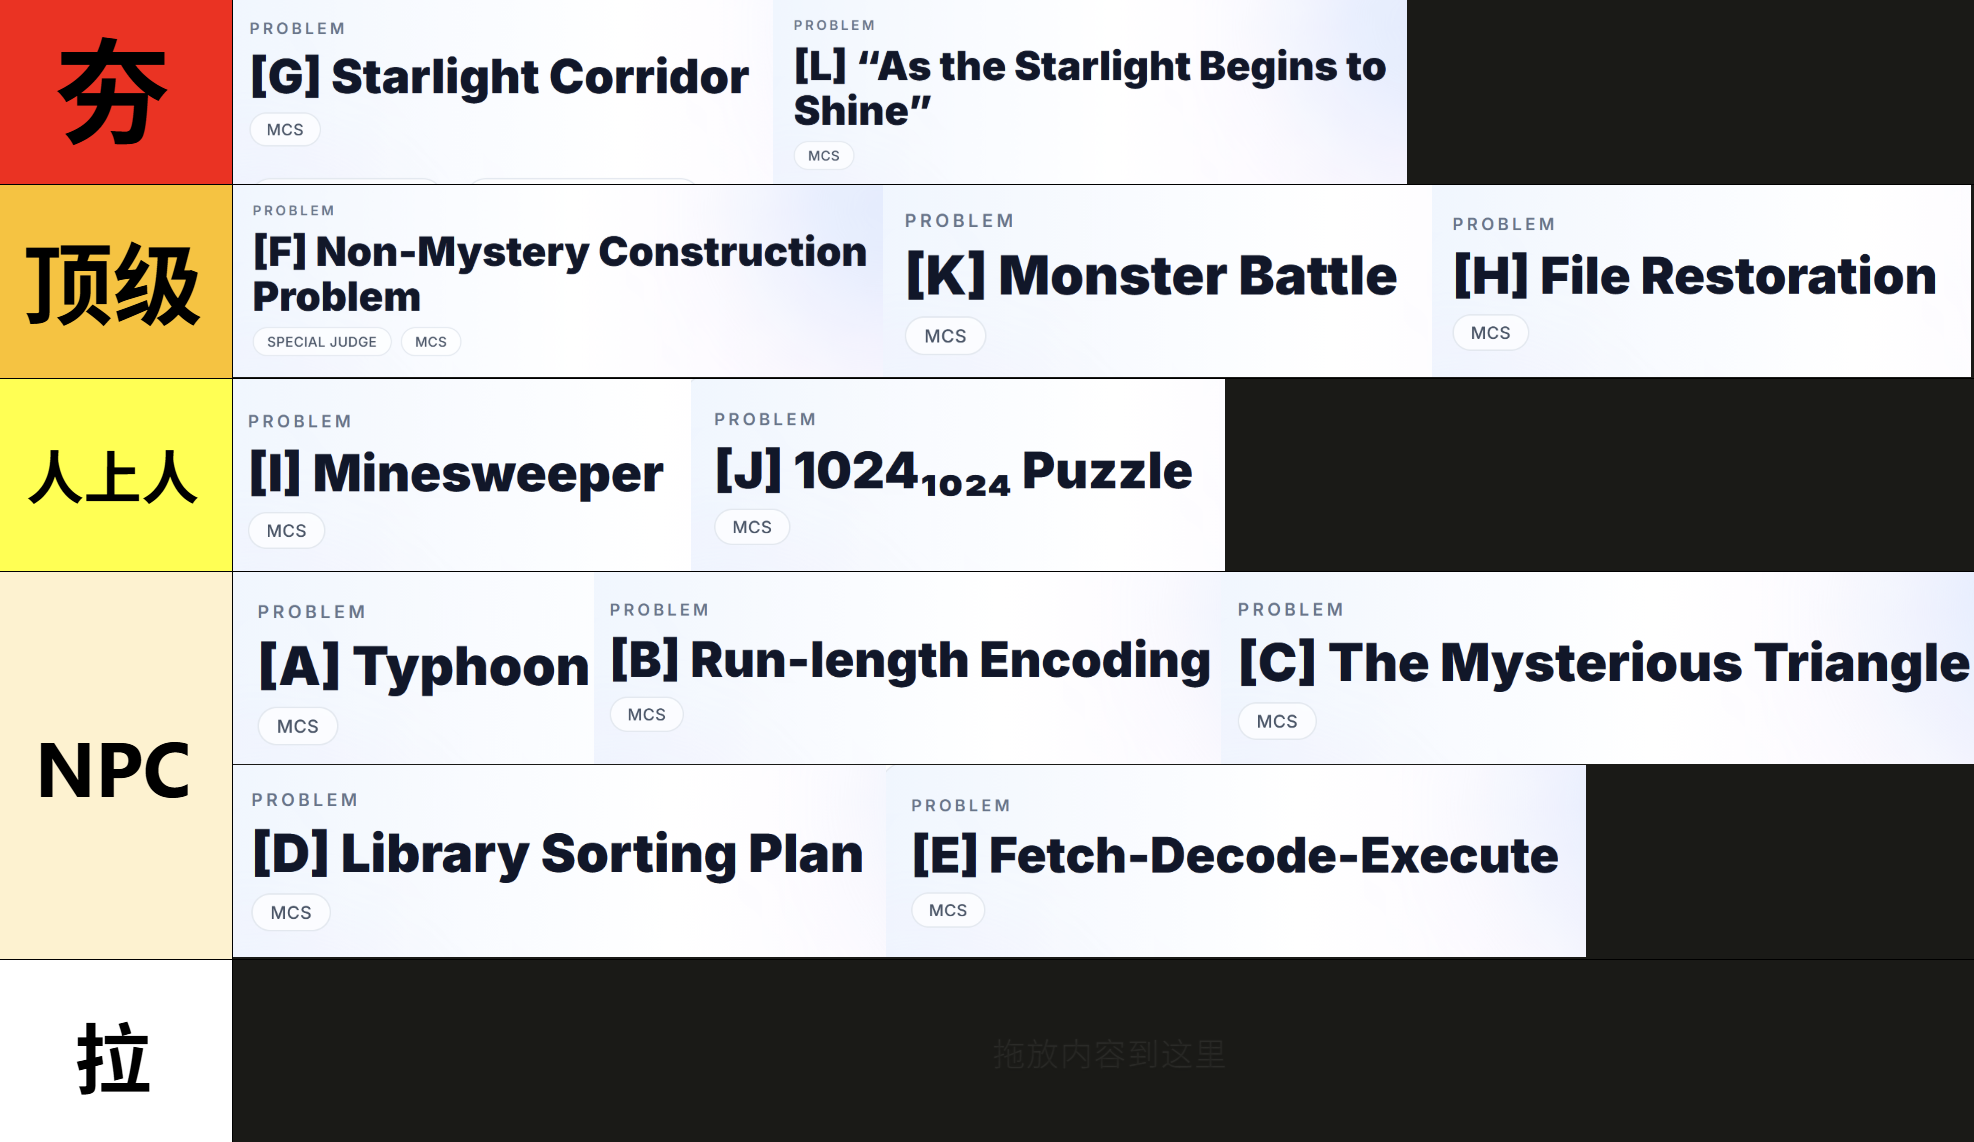 夯
PROBLEM
[G] Starlight Corridor
MCS
PROBLEM
[L] “As the Starlight Begins to
Shine”
MCS
顶级
PROBLEM
[F] Non-Mystery Construction
Problem
SPECIAL JUDGE MCS
PROBLEM
[K] Monster Battle
MCS
PROBLEM
[H] File Restoration
MCS
人上人
PROBLEM
[I] Minesweeper
MCS
PROBLEM
[J] 1024₁₀₂₄ Puzzle
MCS
NPC
PROBLEM
[A] Typhoon
MCS
PROBLEM
[B] Run-length Encoding
MCS
PROBLEM
[C] The Mysterious Triangle
MCS
PROBLEM
[D] Library Sorting Plan
MCS
PROBLEM
[E] Fetch-Decode-Execute
MCS
拉
拖放内容到这里